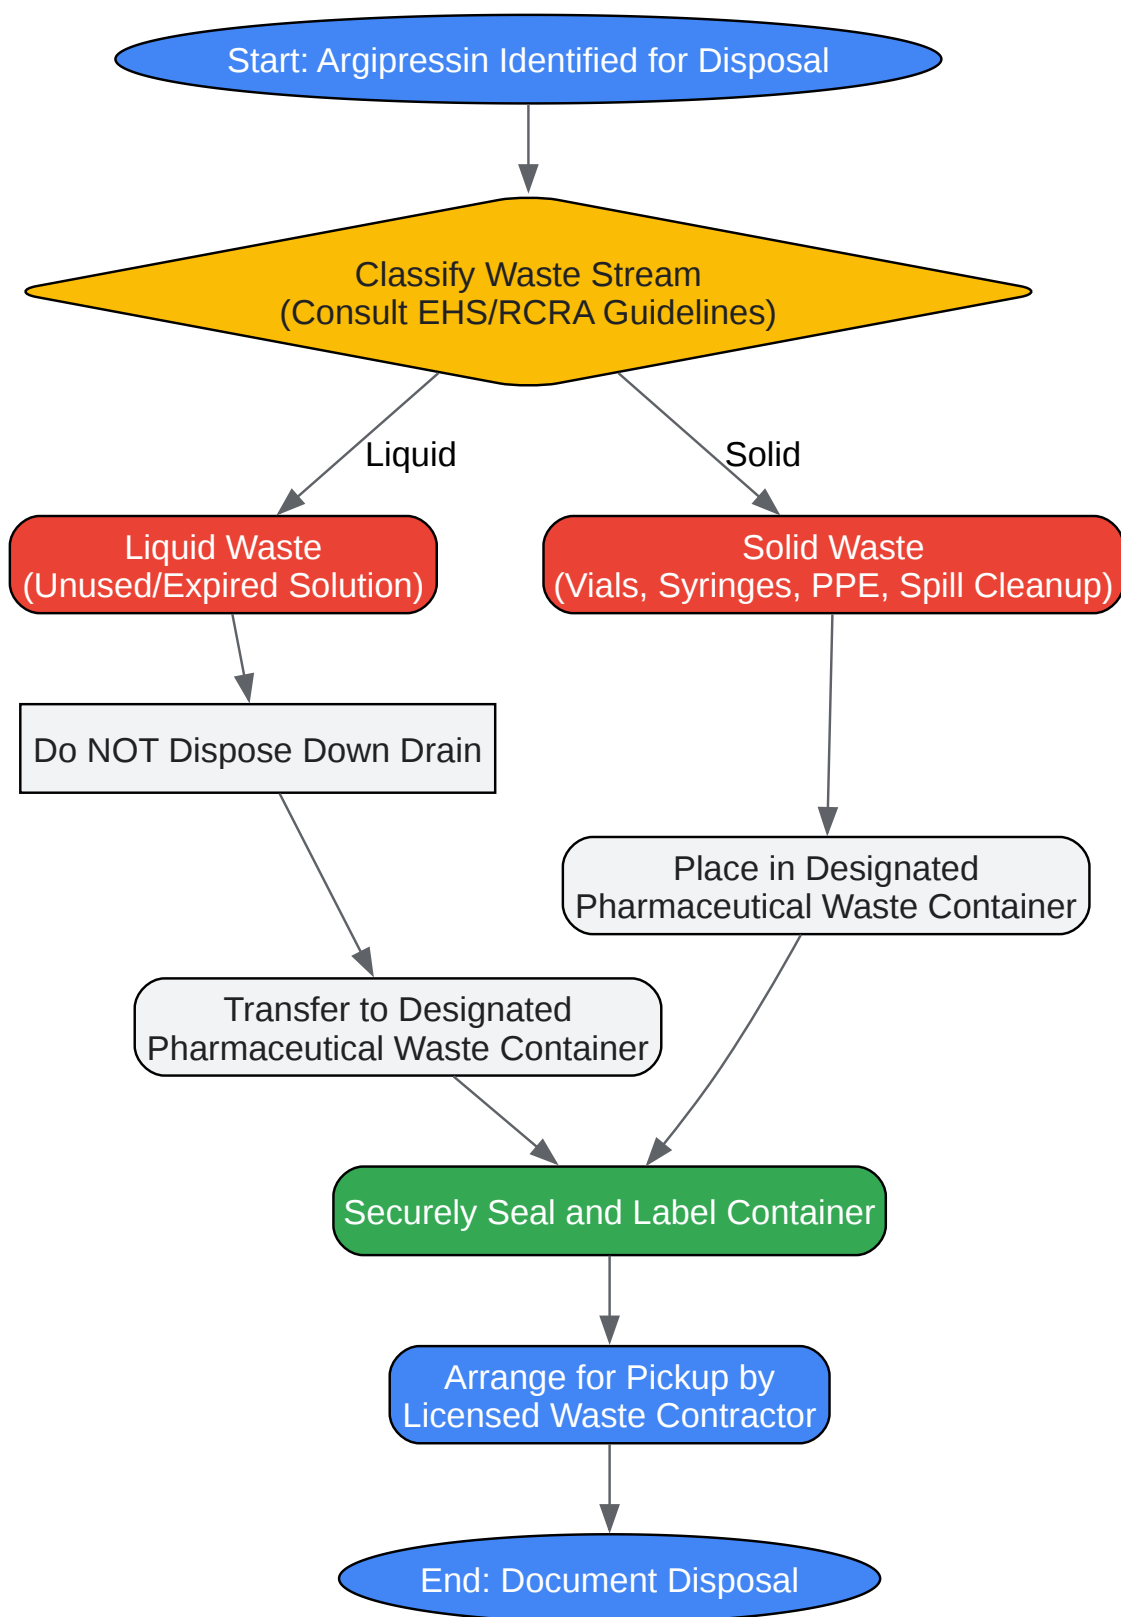 Start: Argipressin Identified for Disposal
Classify Waste Stream
(Consult EHS/RCRA Guidelines)
Liquid
Solid
Liquid Waste
(Unused/Expired Solution)
Solid Waste
(Vials, Syringes, PPE, Spill Cleanup)
Do NOT Dispose Down Drain
Place in Designated
Pharmaceutical Waste Container
Transfer to Designated
Pharmaceutical Waste Container
Securely Seal and Label Container
Arrange for Pickup by
Licensed Waste Contractor
End: Document Disposal